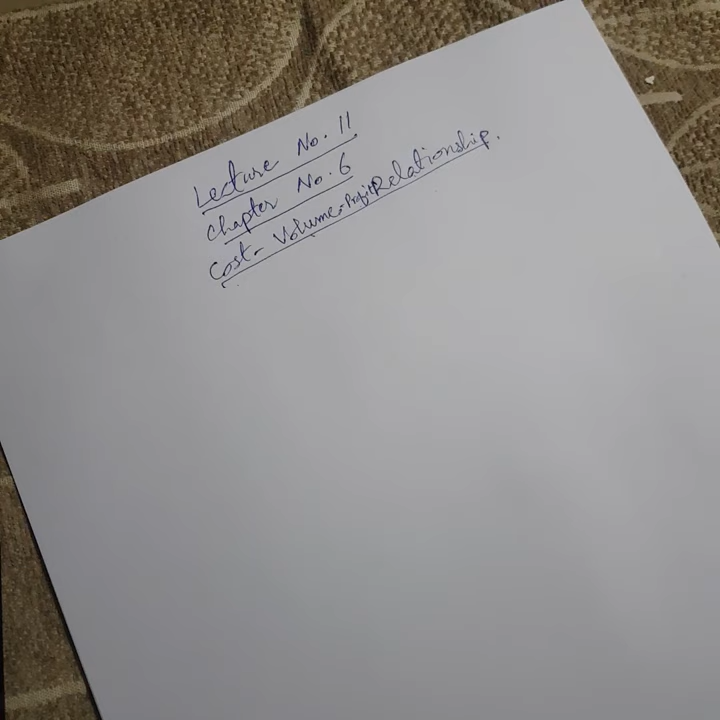 Lecture No. 11
Chapter No. 6
Cost- Volume-Profit Relationship.